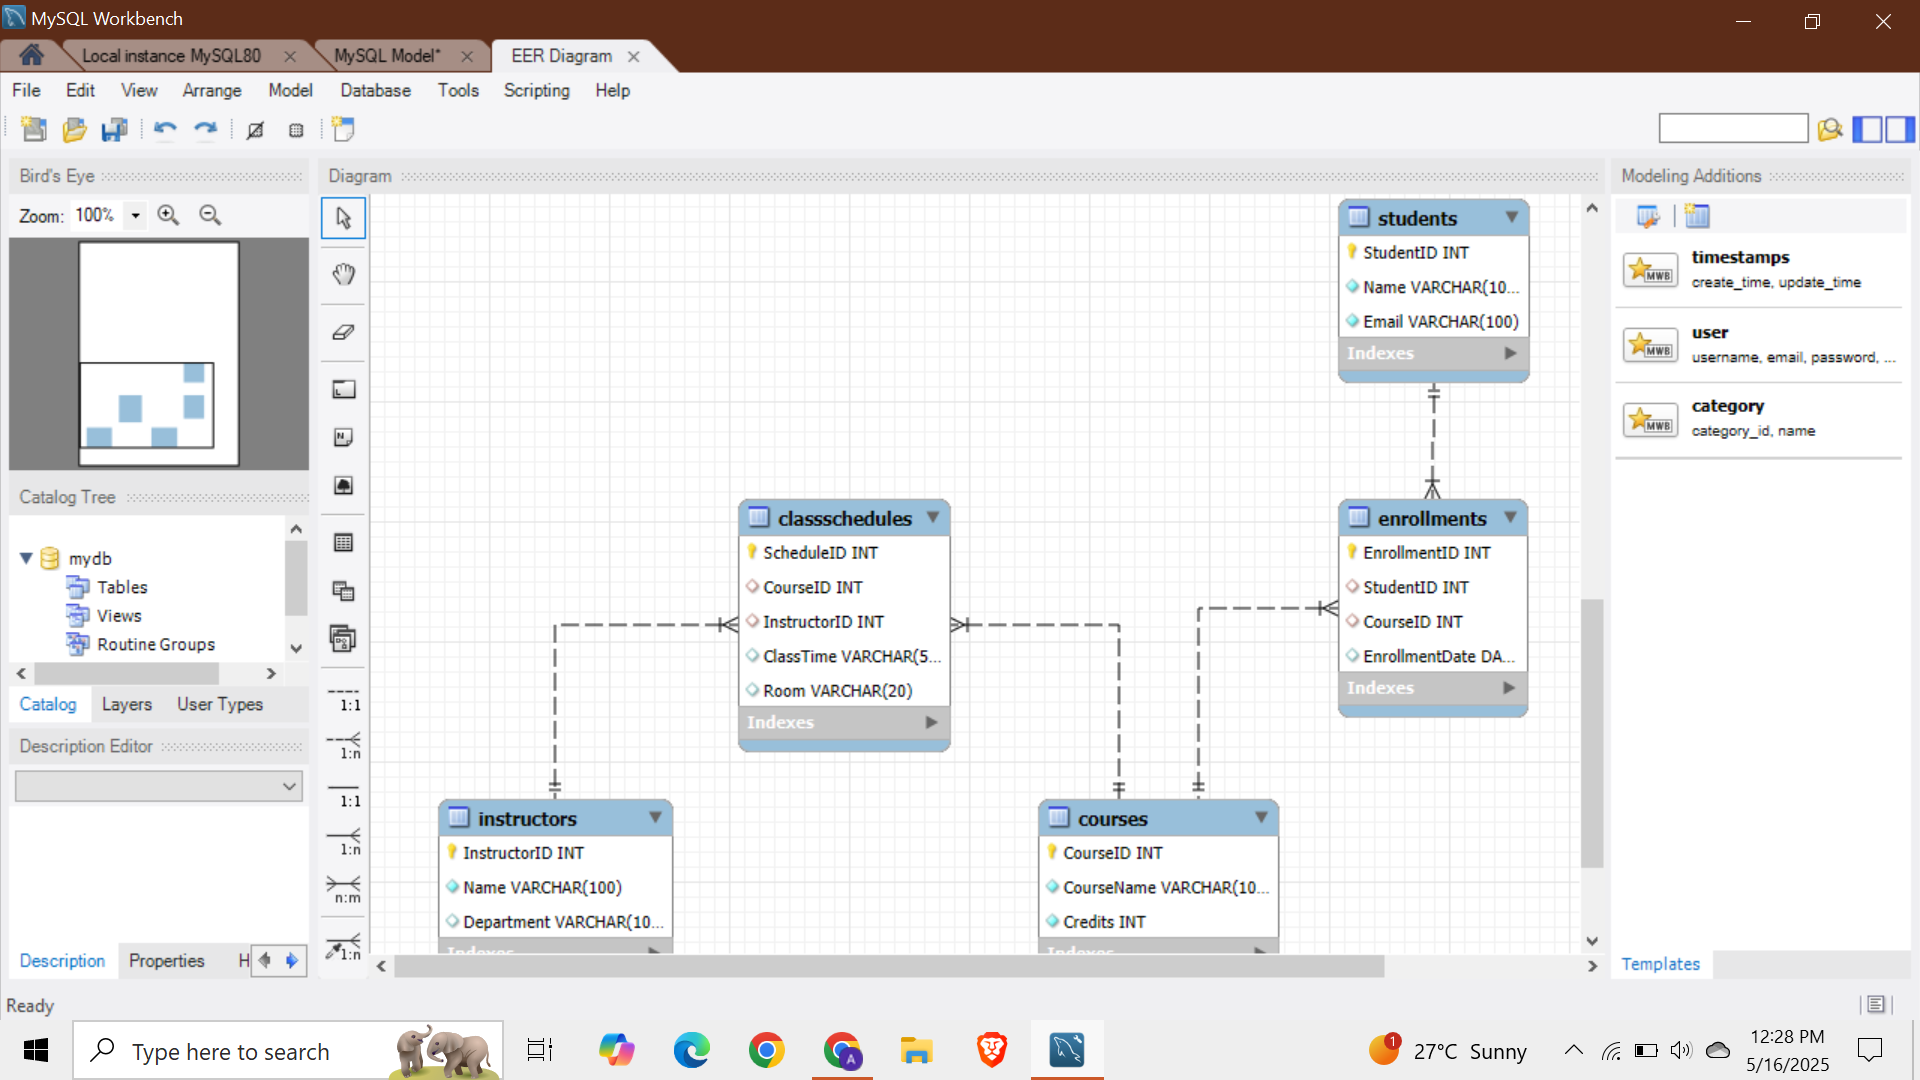 MySQL Workbench
Local instance MySQL80
MySQL Model*
EER Diagram
File Edit View Arrange Model Database Tools Scripting Help
Bird's Eye
Zoom: 100%
Catalog Tree
mydb
Tables
Views
Routine Groups
Catalog Layers User Types
Description Editor
Description Properties H
Diagram
1:1
1:n
1:1
1:n
n:m
1:n
students
StudentID INT
Name VARCHAR(10...
Email VARCHAR(100)
Indexes
classschedules
ScheduleID INT
CourseID INT
InstructorID INT
ClassTime VARCHAR(5...
Room VARCHAR(20)
Indexes
enrollments
EnrollmentID INT
StudentID INT
CourseID INT
EnrollmentDate DA...
Indexes
instructors
InstructorID INT
Name VARCHAR(100)
Department VARCHAR(10...
Indexes
courses
CourseID INT
CourseName VARCHAR(10...
Credits INT
Indexes
Modeling Additions
MWB
timestamps
create_time, update_time
MWB
user
username, email, password, ...
MWB
category
category_id, name
Templates
Ready
Type here to search
A
1
27°C Sunny
12:28 PM
5/16/2025